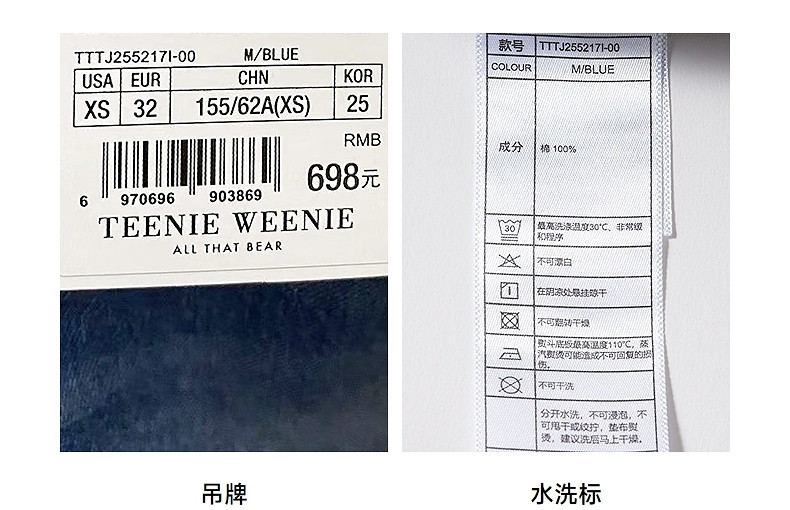 TTTJ255217I-00 M/BLUE
USA EUR CHN KOR
XS 32 155/62A(XS) 25
RMB
698元
6 970696 903869
TEENIE WEENIE
ALL THAT BEAR
吊牌
款号 TTTJ255217I-00
COLOUR M/BLUE
成分 棉 100%
30 最高洗涤温度30℃、非常缓
和程序
不可漂白
在阴凉处悬挂晾干
不可翻转干燥
熨斗底板最高温度110℃，蒸
汽熨烫可能造成不可回复的损
伤。
不可干洗
分开水洗，不可浸泡，不
可甩干或绞拧，垫布熨
烫，建议洗后马上干燥。
水洗标